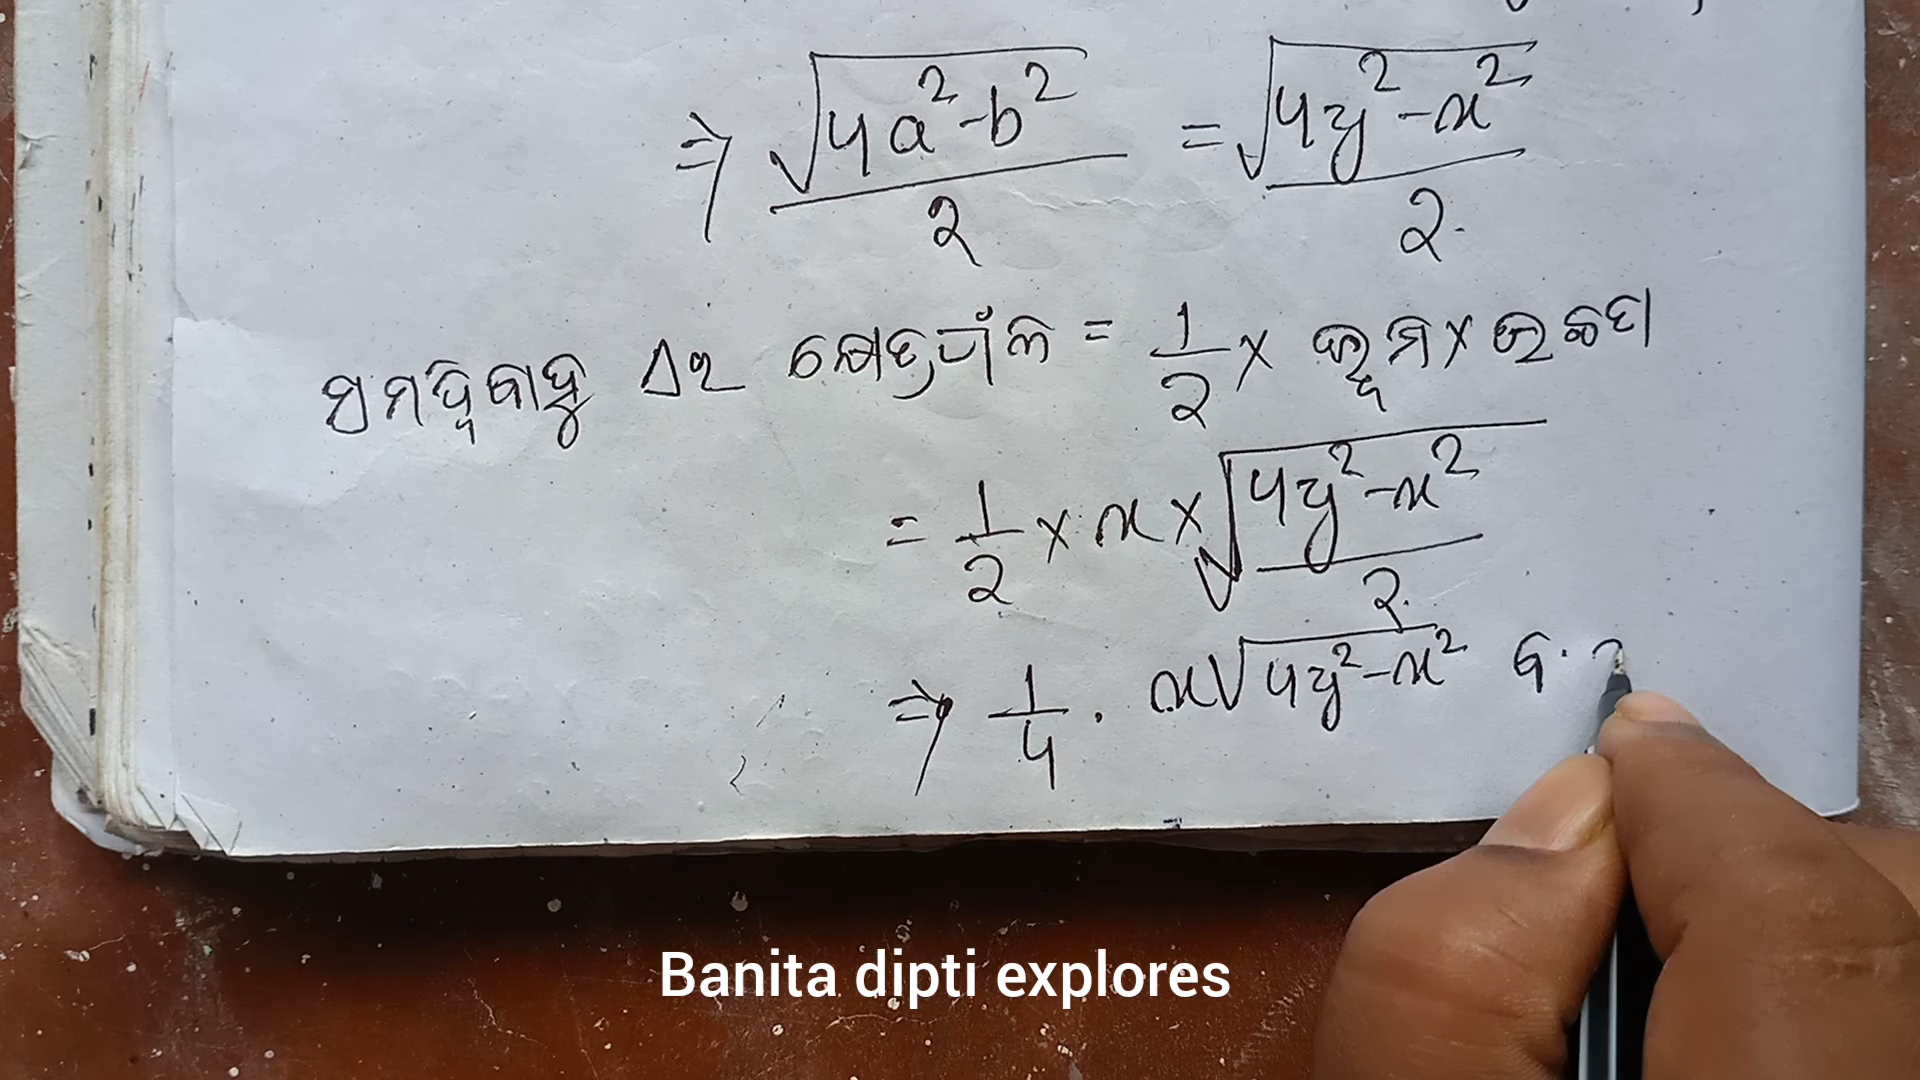 ⇒ √(4a²-b²)/2 = √(4y²-x²)/2
ସମଦ୍ୱିବାହୁ ଏର କ୍ଷେତ୍ରଫଳ = 1/2 × ଭୂମି × ଉଚ୍ଚତା
= 1/2 × x × √(4y²-x²)/2
⇒ 1/4 · x√(4y²-x²) ବ.
Banita dipti explores